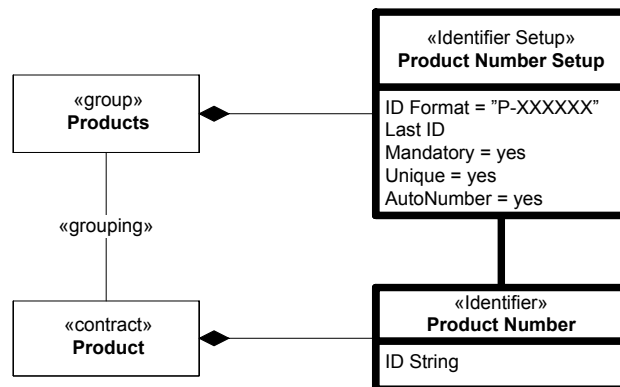 «Identifier Setup»
Product Number Setup
«group»
Products
ID Format = ”P-XXXXXX”
Last ID
Mandatory = yes
Unique = yes
AutoNumber = yes
«grouping»
«contract»
Product
«Identifier»
Product Number
ID String